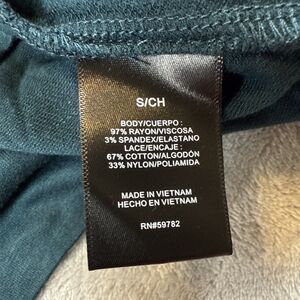 S/CH
BODY/CUERPO :
97% RAYON/VISCOSA
3% SPANDEX/ELASTANO
LACE/ENCAJE :
67% COTTON/ALGODÓN
33% NYLON/POLIAMIDA
MADE IN VIETNAM
HECHO EN VIETNAM
RN#59782